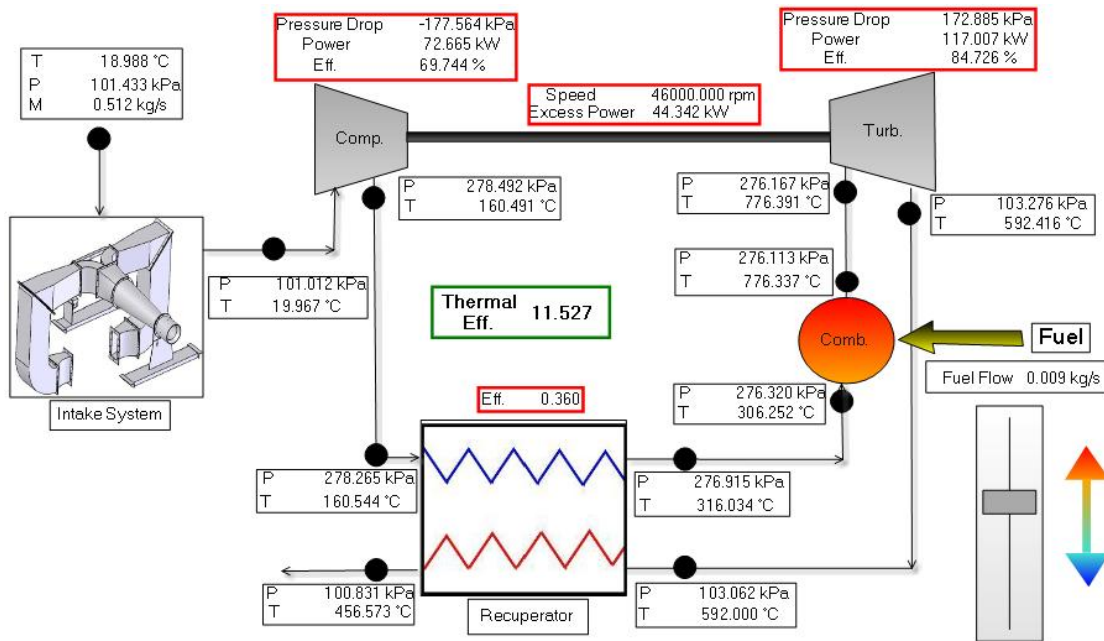 Pressure Drop -177.564 kPa
Power 72.665 kW
Eff. 69.744 %
Pressure Drop 172.885 kPa
Power 117.007 kW
Eff. 84.726 %
T 18.988 °C
P 101.433 kPa
M 0.512 kg/s
Speed 46000.000 rpm
Excess Power 44.342 kW
Comp.
Turb.
P 278.492 kPa
T 160.491 °C
P 276.167 kPa
T 776.391 °C
P 103.276 kPa
T 592.416 °C
P 101.012 kPa
T 19.967 °C
P 276.113 kPa
T 776.337 °C
Thermal
Eff. 11.527
Comb.
Fuel
Fuel Flow 0.009 kg/s
Intake System
Eff. 0.360
P 276.320 kPa
T 306.252 °C
P 278.265 kPa
T 160.544 °C
P 276.915 kPa
T 316.034 °C
P 100.831 kPa
T 456.573 °C
Recuperator
P 103.062 kPa
T 592.000 °C